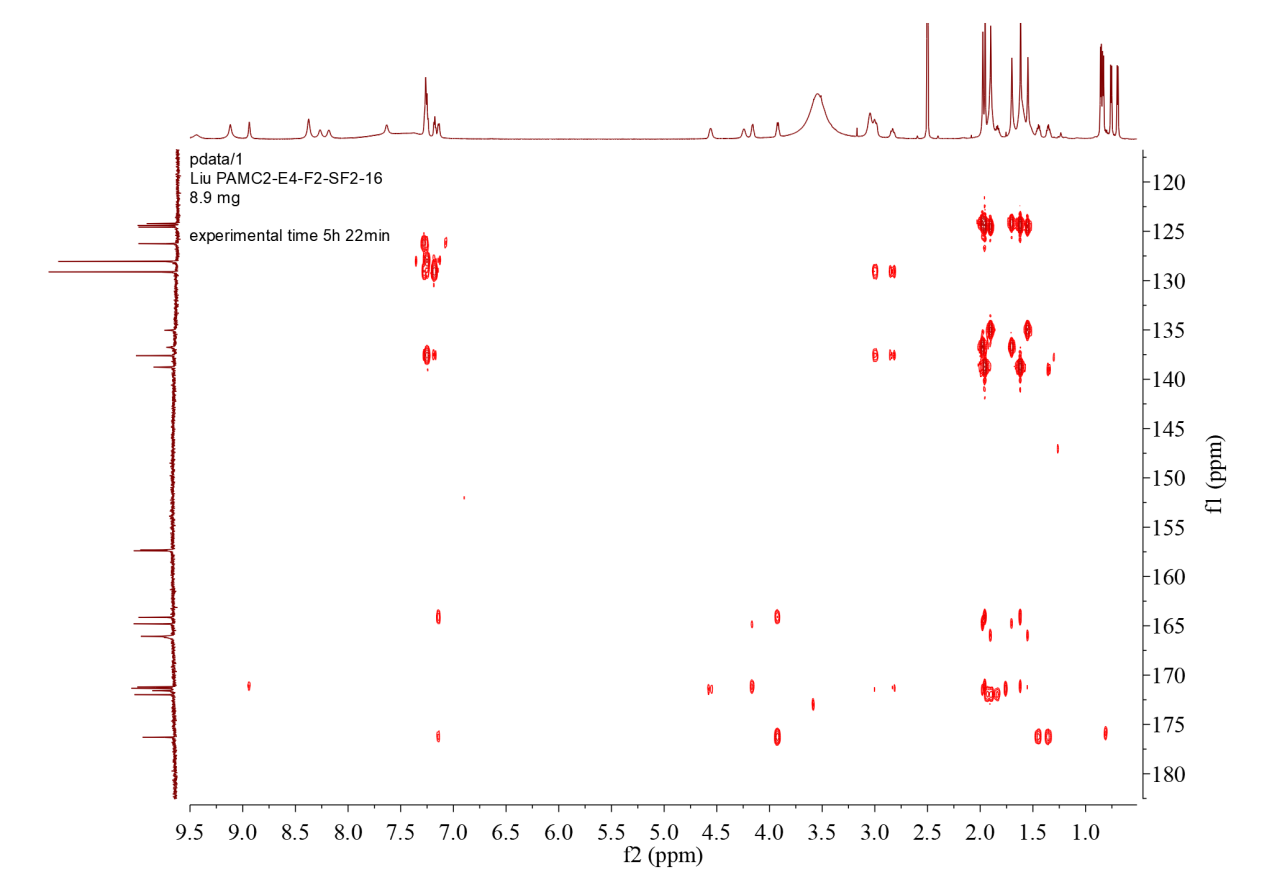 pdata/1
Liu PAMC2-E4-F2-SF2-16
8.9 mg
experimental time 5h 22min
120
125
130
135
140
145
150
155
160
165
170
175
180
f1 (ppm)
9.5 9.0 8.5 8.0 7.5 7.0 6.5 6.0 5.5 5.0 4.5 4.0 3.5 3.0 2.5 2.0 1.5 1.0
f2 (ppm)